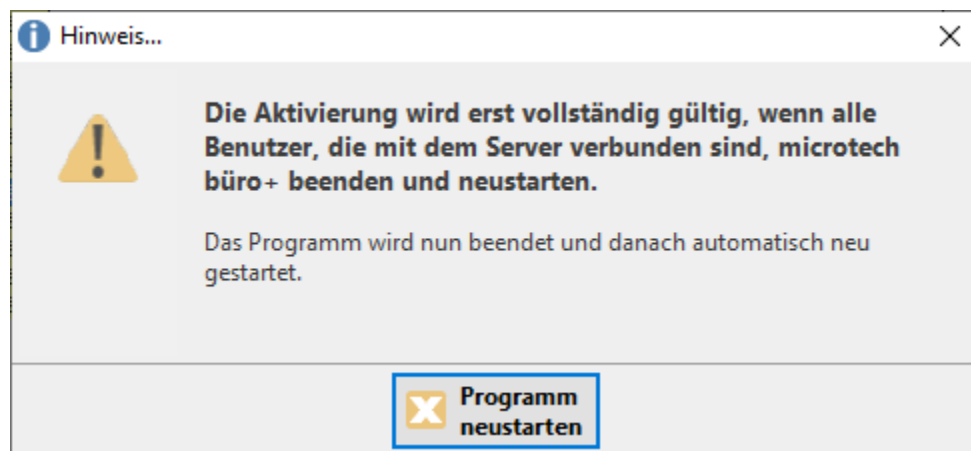 Hinweis...
Die Aktivierung wird erst vollständig gültig, wenn alle
Benutzer, die mit dem Server verbunden sind, microtech
büro+ beenden und neustarten.
Das Programm wird nun beendet und danach automatisch neu
gestartet.
Programm
neustarten